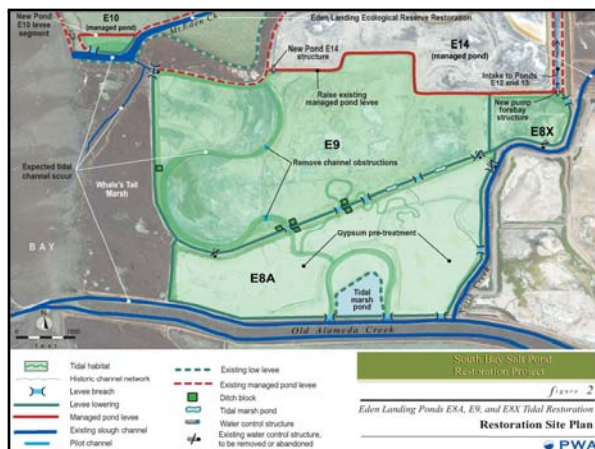 New Pond
E10 levee
segment
E10
(managed pond)
Mt Eden Ck
Eden Landing Ecological Reserve Restoration
New Pond E14
structure
E14
(managed pond)
Intake to Ponds
E12 and 13
Raise existing
managed pond levee
New pump
forebay
structure
E9
E8X
Expected tidal
channel scour
Remove channel obstructions
Whale's Tail
Marsh
BAY
Gypsum pre-treatment
E8A
Tidal
marsh
pond
Old Alameda Creek
Tidal habitat
Historic channel network
Levee breach
Levee lowering
Managed pond levee
Existing slough channel
Pilot channel
Existing low levee
Existing managed pond levee
Ditch block
Tidal marsh pond
Water control structure
Existing water control structure,
to be removed or abandoned
South Bay Salt Pond
Restoration Project
figure 2
Eden Landing Ponds E8A, E9, and E8X Tidal Restoration
Restoration Site Plan
PWA